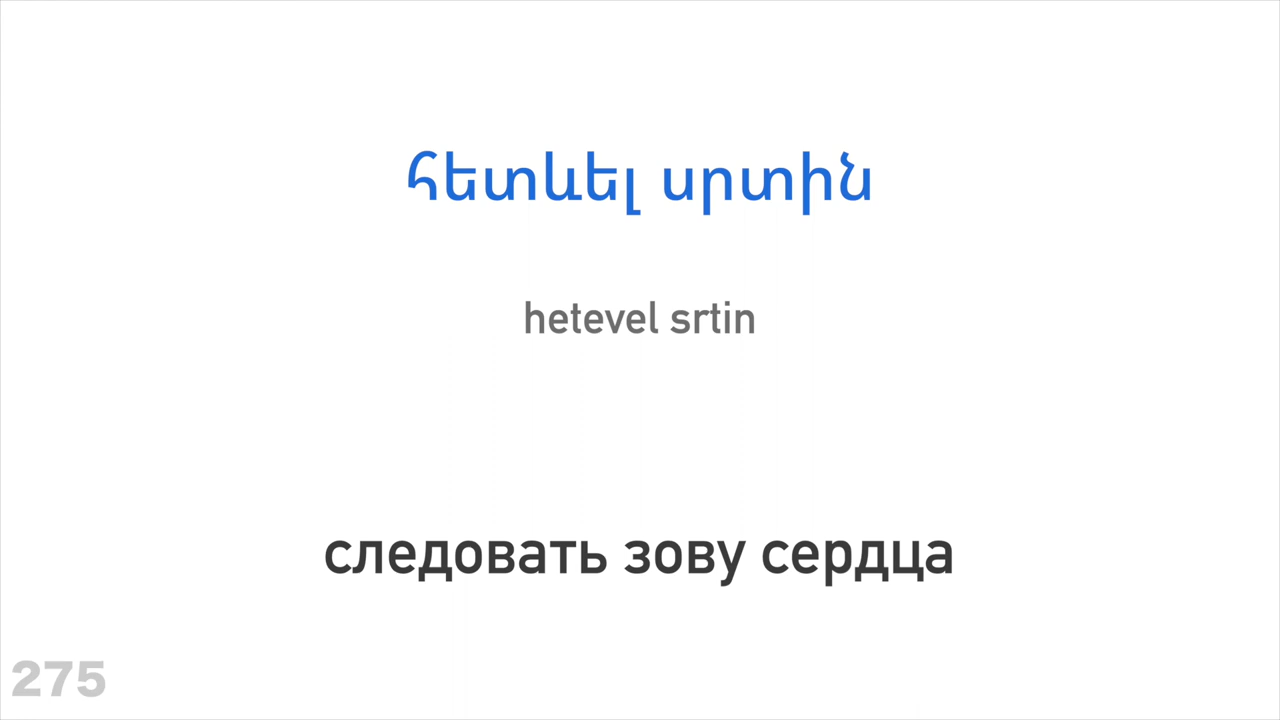 հետևել սրտին
hetevel srtin
следовать зову сердца
275